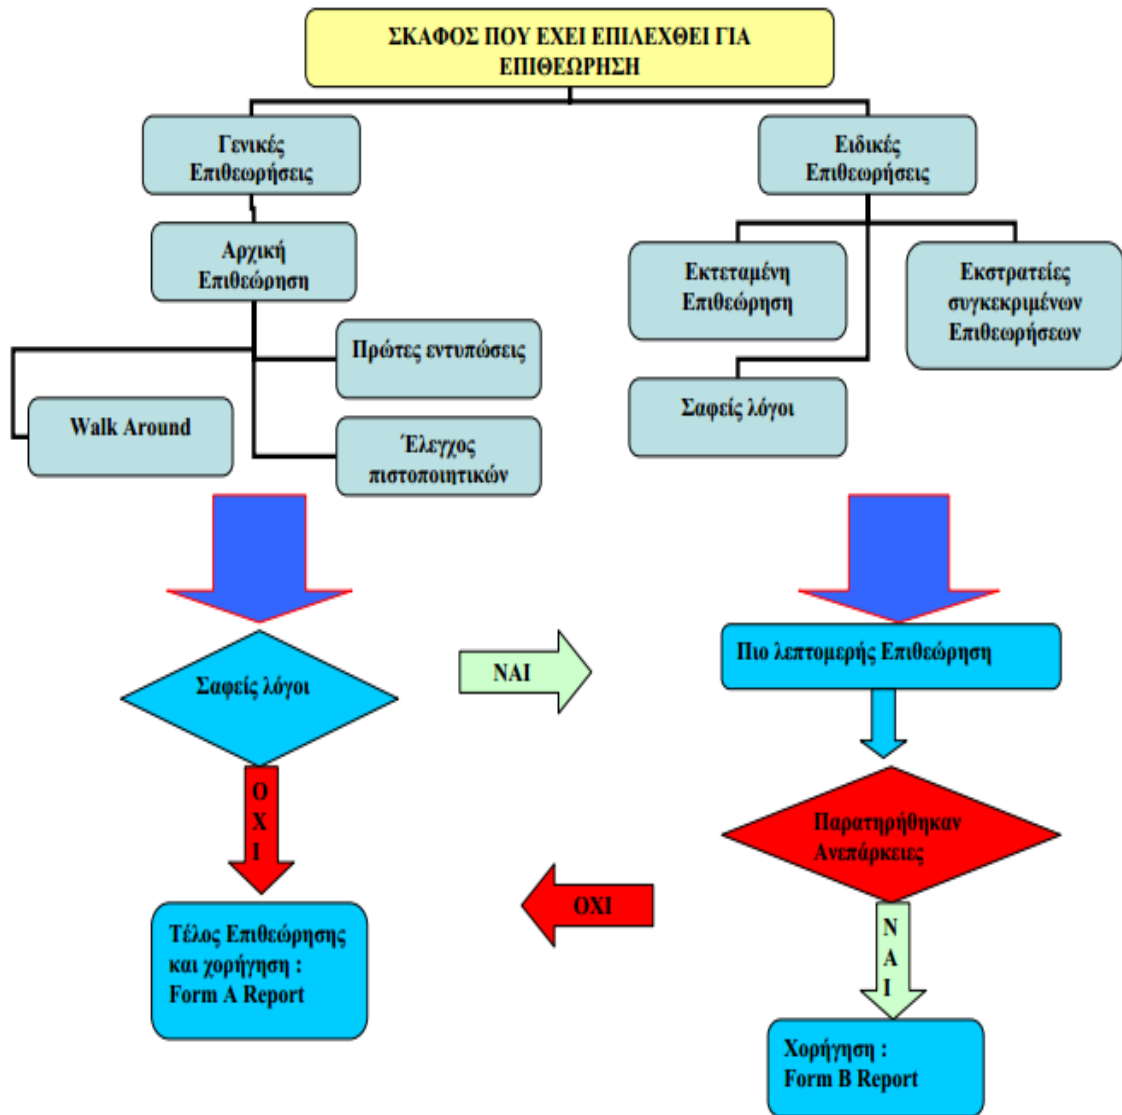 ΣΚΑΦΟΣ ΠΟΥ ΕΧΕΙ ΕΠΙΛΕΧΘΕΙ ΓΙΑ
ΕΠΙΘΕΩΡΗΣΗ
Γενικές
Επιθεωρήσεις
Ειδικές
Επιθεωρήσεις
Αρχική
Επιθεώρηση
Εκτεταμένη
Επιθεώρηση
Εκστρατείες
συγκεκριμένων
Επιθεωρήσεων
Πρώτες εντυπώσεις
Walk Around
Σαφείς λόγοι
Έλεγχος
πιστοποιητικών
Σαφείς λόγοι
ΝΑΙ
Πιο λεπτομερής Επιθεώρηση
Ο
Χ
Ι
Παρατηρήθηκαν
Ανεπάρκειες
ΟΧΙ
Ν
Α
Ι
Τέλος Επιθεώρησης
και χορήγηση :
Form A Report
Χορήγηση :
Form B Report